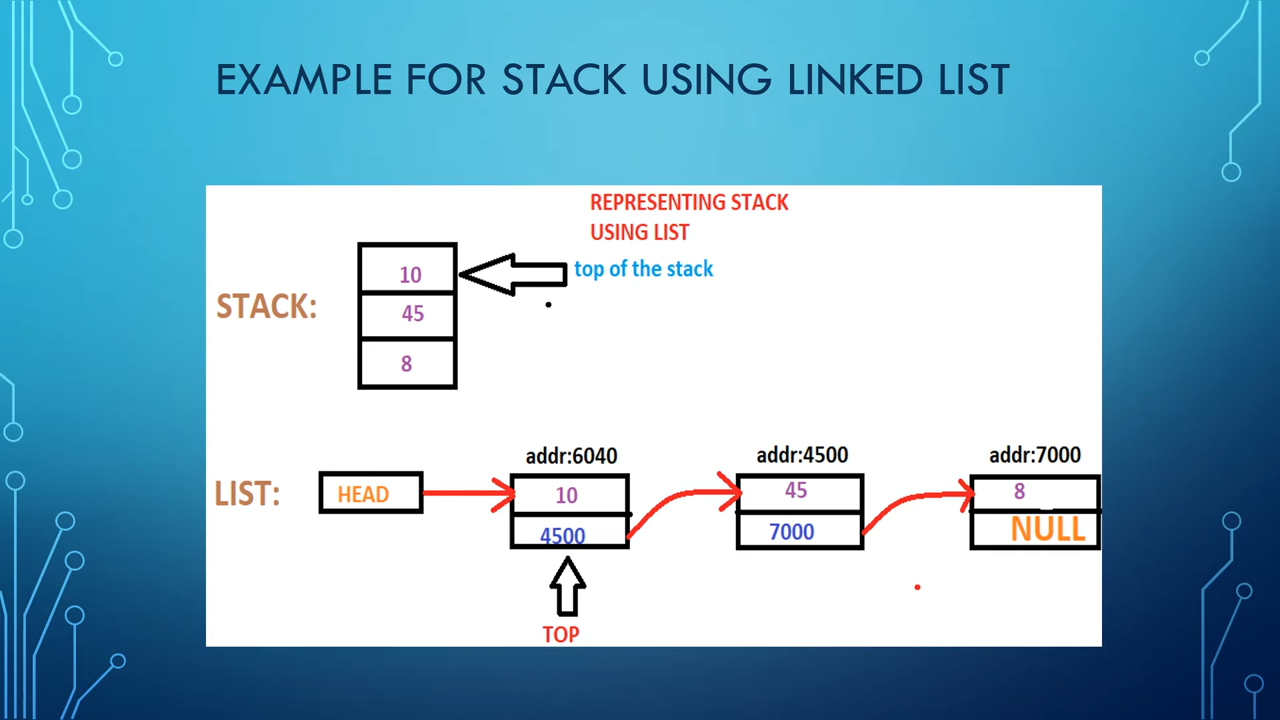 EXAMPLE FOR STACK USING LINKED LIST
REPRESENTING STACK
USING LIST
top of the stack
STACK:
10
45
8
addr:6040
addr:4500
addr:7000
LIST:
HEAD
10
45
8
4500
7000
NULL
TOP